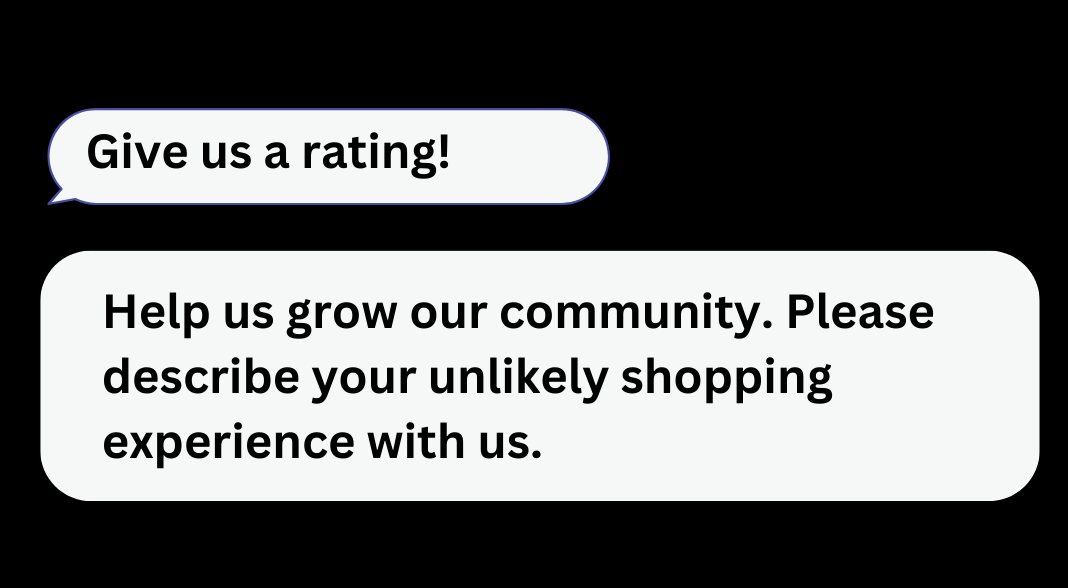 Give us a rating!
Help us grow our community. Please
describe your unlikely shopping
experience with us.